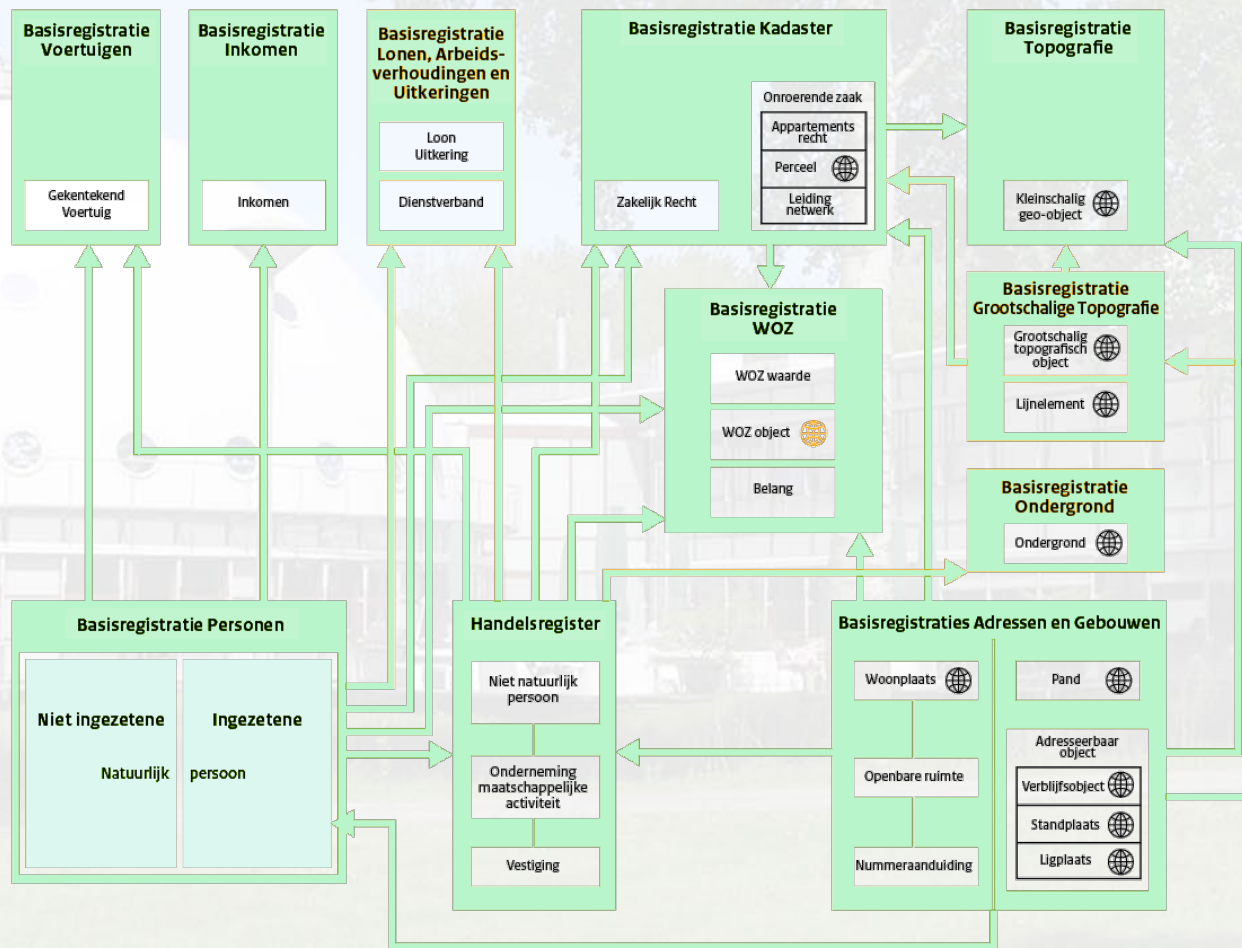 Basisregistratie
Voertuigen
Gekentekend
Voertuig
Basisregistratie
Inkomen
Inkomen
Basisregistratie
Lonen, Arbeids-
verhoudingen en
Uitkeringen
Loon
Uitkering
Dienstverband
Basisregistratie Kadaster
Zakelijk Recht
Onroerende zaak
Appartements
recht
Perceel
Leiding
netwerk
Basisregistratie
Topografie
Kleinschalig
geo-object
Basisregistratie
Grootschalige Topografie
Grootschalig
topografisch
object
Lijnelement
Basisregistratie
WOZ
WOZ waarde
WOZ object
Belang
Basisregistratie
Ondergrond
Ondergrond
Basisregistratie Personen
Niet ingezetene
Ingezetene
Natuurlijk persoon
Handelsregister
Niet natuurlijk
persoon
Onderneming
maatschappelijke
activiteit
Vestiging
Basisregistraties Adressen en Gebouwen
Woonplaats
Openbare ruimte
Nummeraanduiding
Pand
Adresseerbaar
object
Verblijfsobject
Standplaats
Ligplaats